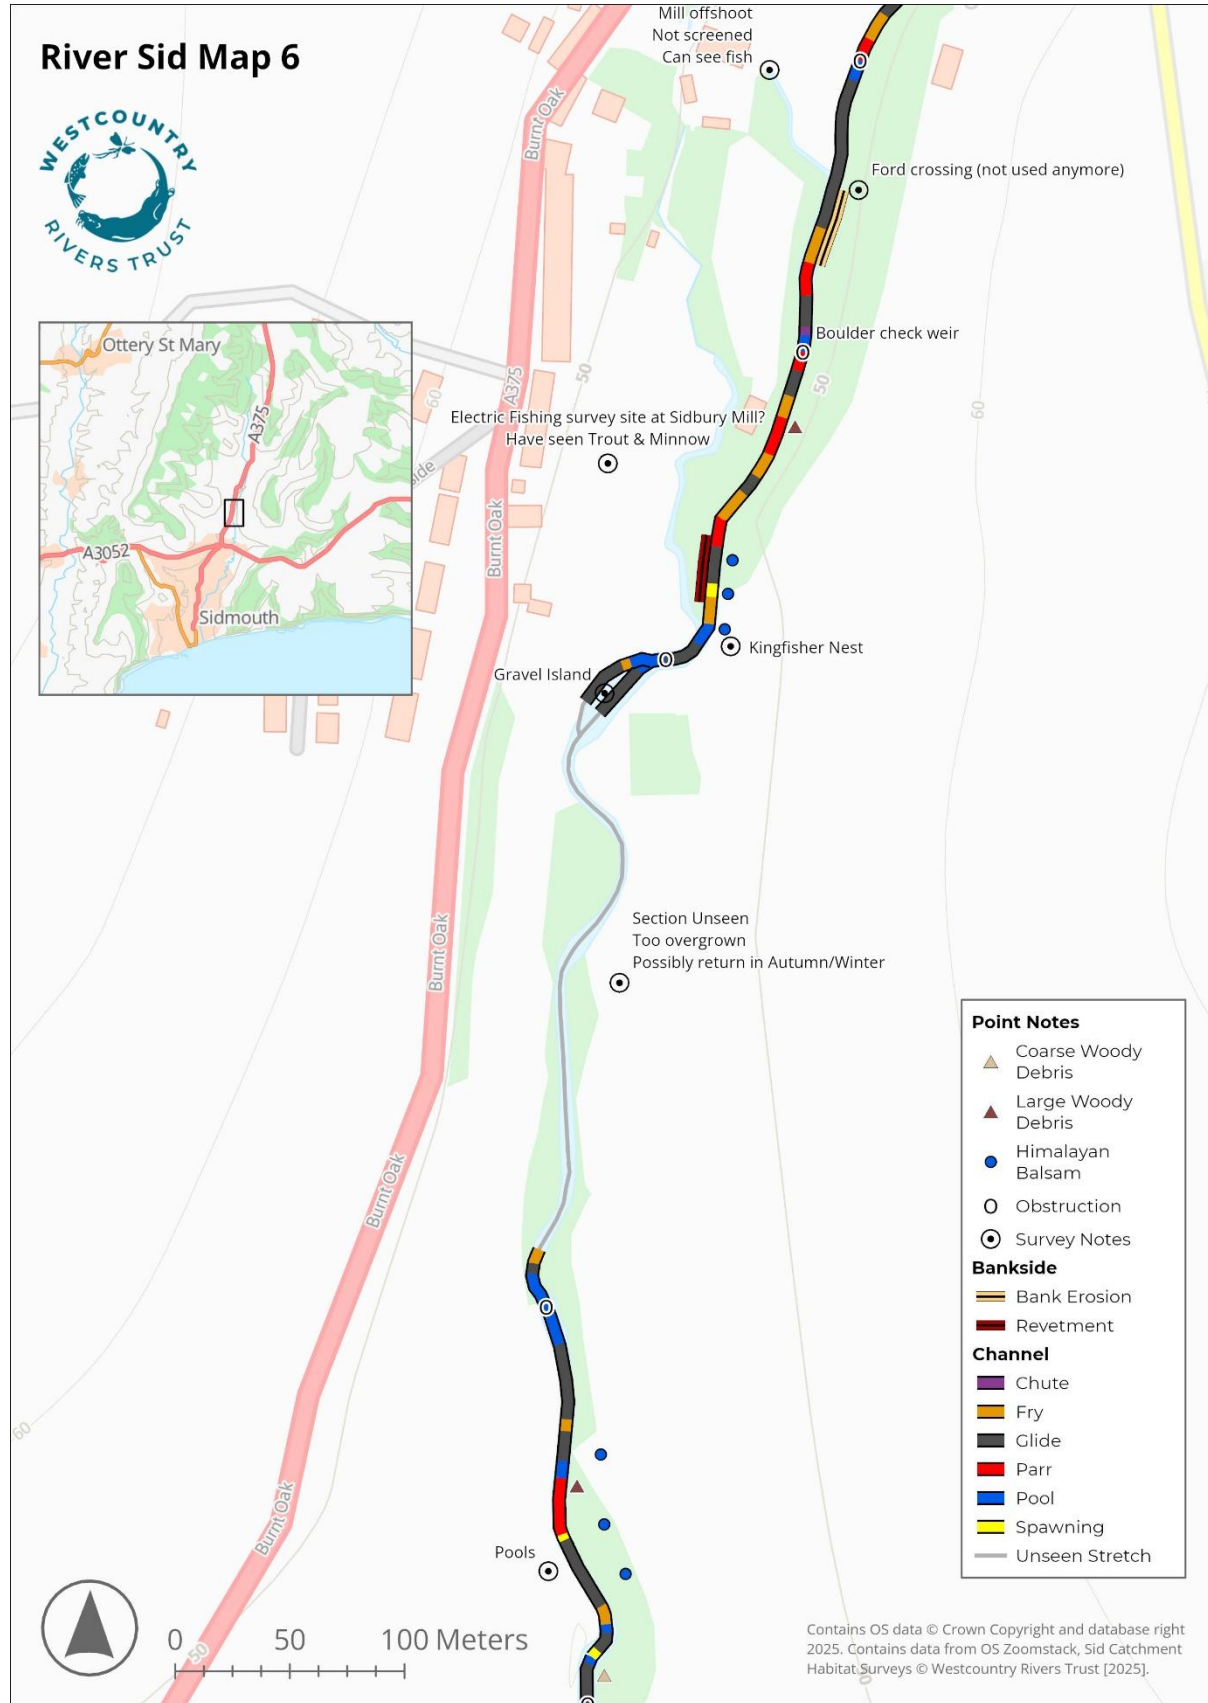 River Sid Map 6
WESTCOUNTRY
RIVERS TRUST
Mill offshoot
Not screened
Can see fish
Burnt Oak
Ford crossing (not used anymore)
Boulder check weir
Ottery St Mary
A375
A3052
Sidmouth
A375
50
60
50
60
side
Electric Fishing survey site at Sidbury Mill?
Have seen Trout & Minnow
Burnt Oak
Kingfisher Nest
Gravel Island
Section Unseen
Too overgrown
Possibly return in Autumn/Winter
Burnt Oak
Burnt Oak
60
Burnt Oak
Pools
50
0 50 100 Meters
Point Notes
Coarse Woody
Debris
Large Woody
Debris
Himalayan
Balsam
0 Obstruction
Survey Notes
Bankside
Bank Erosion
Revetment
Channel
Chute
Fry
Glide
Parr
Pool
Spawning
Unseen Stretch
Contains OS data © Crown Copyright and database right
2025. Contains data from OS Zoomstack, Sid Catchment
Habitat Surveys © Westcountry Rivers Trust [2025].